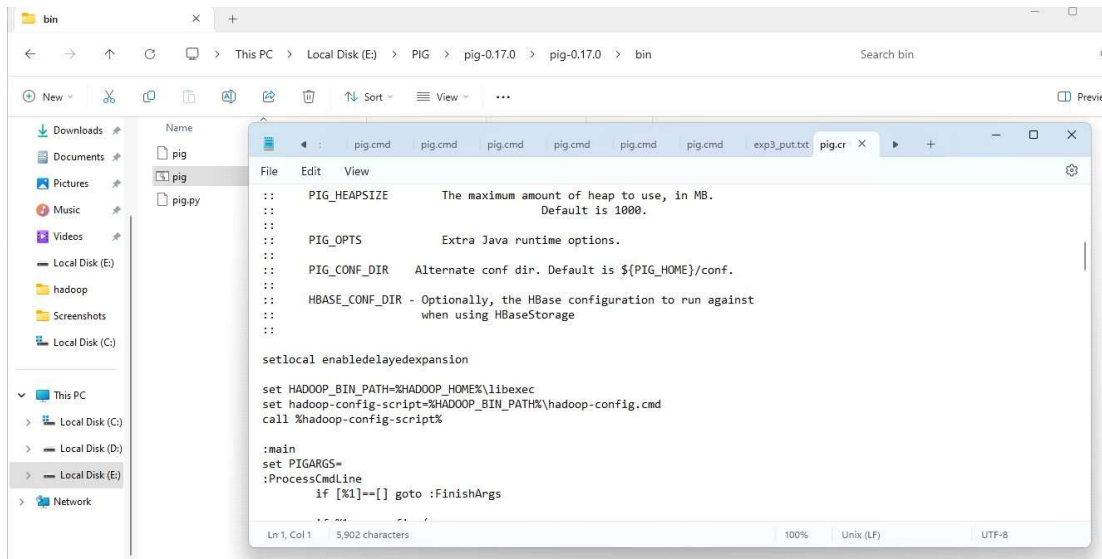 bin
This PC > Local Disk (E:) > PIG > pig-0.17.0 > pig-0.17.0 > bin
Search bin
New
Sort
View
...
Downloads
Documents
Pictures
Music
Videos
Local Disk (E:)
hadoop
Screenshots
Local Disk (C:)
This PC
Local Disk (C:)
Local Disk (D:)
Local Disk (E:)
Network
Name
pig
pig
pig.py
pig.cmd pig.cmd pig.cmd pig.cmd pig.cmd pig.cmd exp3_put.txt pig.cr
File Edit View
:: PIG_HEAPSIZE The maximum amount of heap to use, in MB.
:: Default is 1000.
::
:: PIG_OPTS Extra Java runtime options.
::
:: PIG_CONF_DIR Alternate conf dir. Default is ${PIG_HOME}/conf.
::
:: HBASE_CONF_DIR - Optionally, the HBase configuration to run against
:: when using HBaseStorage
::
setlocal enabledelayedexpansion
set HADOOP_BIN_PATH=%HADOOP_HOME%\libexec
set hadoop-config-script=%HADOOP_BIN_PATH%\hadoop-config.cmd
call %hadoop-config-script%
:main
set PIGARGS=
:ProcessCmdLine
if [%1]==[] goto :FinishArgs
Ln 1, Col 1 5,902 characters 100% Unix (LF) UTF-8